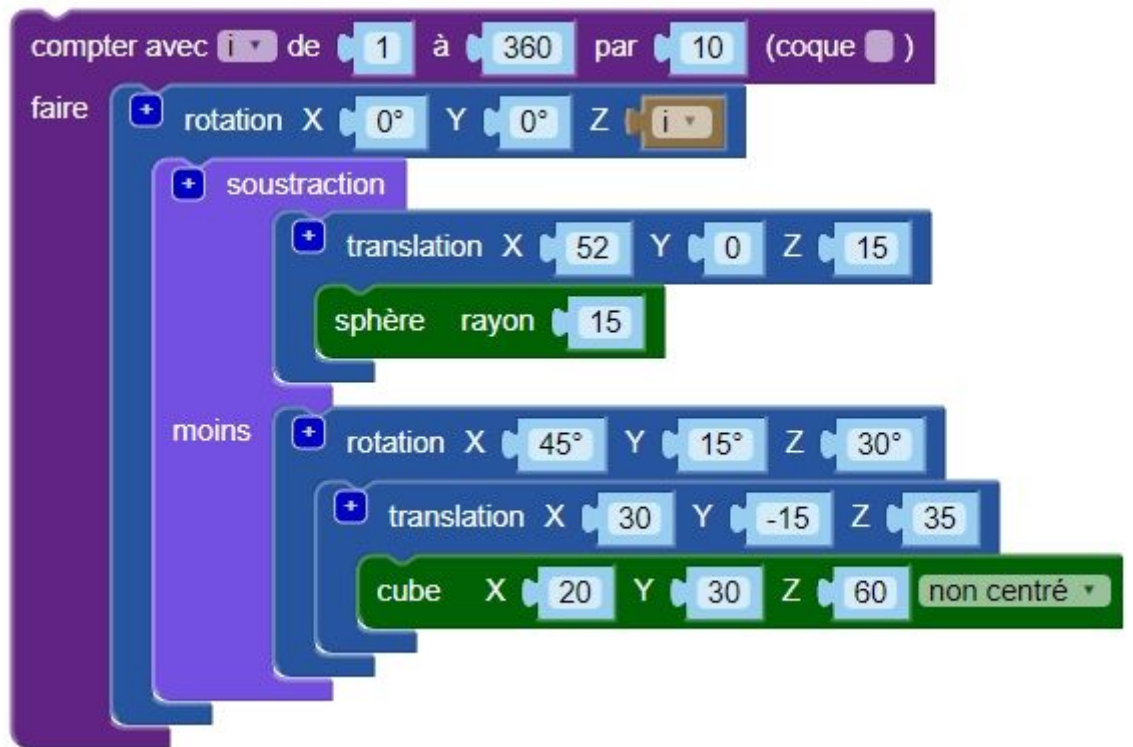 compter avec i de 1 à 360 par 10 (coque )
faire + rotation X 0° Y 0° Z i
+ soustraction
+ translation X 52 Y 0 Z 15
sphère rayon 15
moins + rotation X 45° Y 15° Z 30°
+ translation X 30 Y -15 Z 35
cube X 20 Y 30 Z 60 non centré